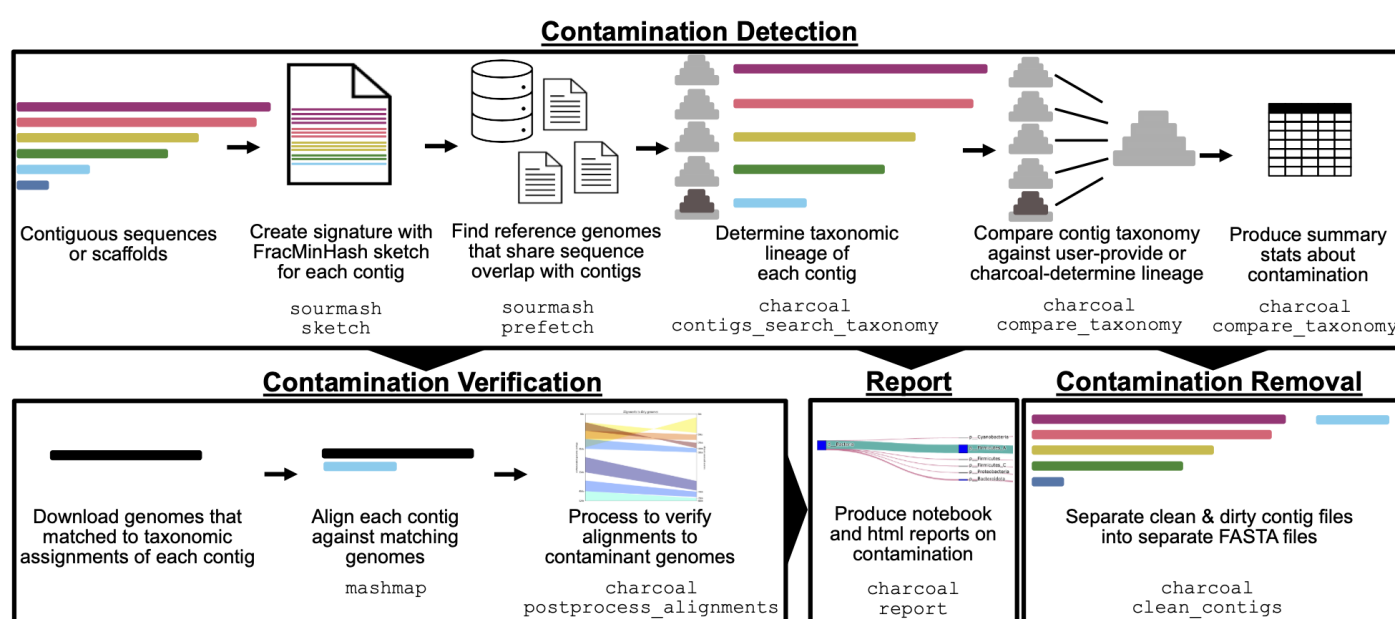 Contamination Detection
Contiguous sequences
or scaffolds
Create signature with
FracMinHash sketch
for each contig
sourmash
sketch
Find reference genomes
that share sequence
overlap with contigs
sourmash
prefetch
Determine taxonomic
lineage of
each contig
charcoal
contigs_search_taxonomy
Compare contig taxonomy
against user-provide or
charcoal-determine lineage
charcoal
compare_taxonomy
Produce summary
stats about
contamination
charcoal
compare_taxonomy
Contamination Verification
Download genomes that
matched to taxonomic
assignments of each contig
Align each contig
against matching
genomes
mashmap
Process to verify
alignments to
contaminant genomes
charcoal
postprocess_alignments
Report
p__Cyanobacteria
p__Firmicutes
p__Firmicutes_C
p__Proteobacteria
p__Bacteroidota
Produce notebook
and html reports on
contamination
charcoal
report
Contamination Removal
Separate clean & dirty contig files
into separate FASTA files
charcoal
clean_contigs